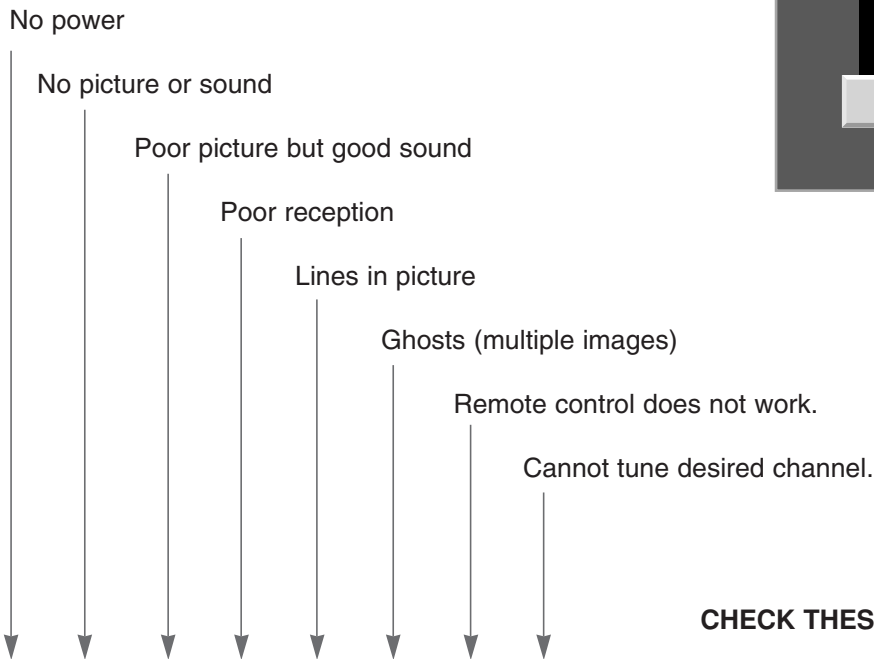 No power
No picture or sound
Poor picture but good sound
Poor reception
Lines in picture
Ghosts (multiple images)
Remote control does not work.
Cannot tune desired channel.
CHECK THES